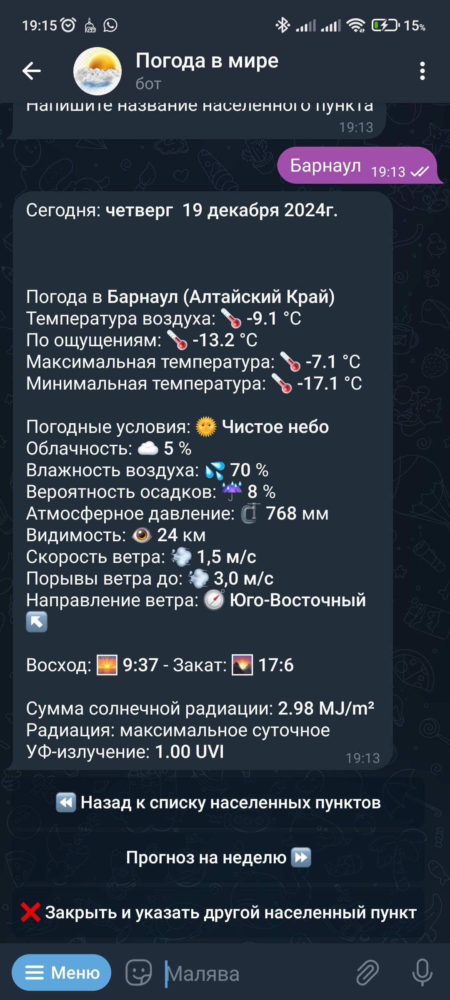 19:15 15%
Погода в мире
бот
Напишите название населенного пункта
19:13
Барнаул 19:13
Сегодня: четверг 19 декабря 2024г.
Погода в Барнаул (Алтайский Край)
Температура воздуха: 🌡 -9.1 °C
По ощущениям: 🌡 -13.2 °C
Максимальная температура: 🌡 -7.1 °C
Минимальная температура: 🌡 -17.1 °C
Погодные условия: 🌞 Чистое небо
Облачность: ☁️ 5 %
Влажность воздуха: 💦 70 %
Вероятность осадков: ☔ 8 %
Атмосферное давление: 🗜 768 мм
Видимость: 👁 24 км
Скорость ветра: 💨 1,5 м/с
Порывы ветра до: 💨 3,0 м/с
Направление ветра: 🧭 Юго-Восточный
↖️
Восход: 🌅 9:37 - Закат: 🌄 17:6
Сумма солнечной радиации: 2.98 MJ/m²
Радиация: максимальное суточное
УФ-излучение: 1.00 UVI
19:13
⏪ Назад к списку населенных пунктов
Прогноз на неделю ⏩
❌ Закрыть и указать другой населенный пункт
Меню Малява